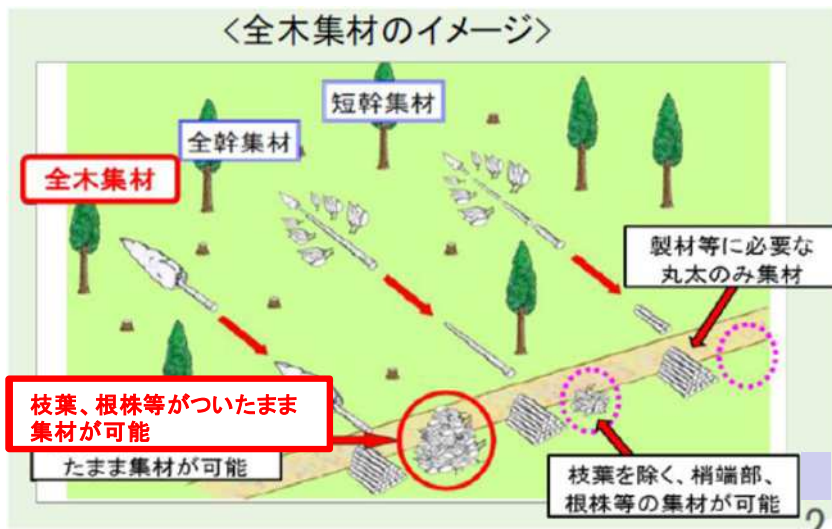 <全木集材のイメージ>
短幹集材
全幹集材
全木集材
製材等に必要な
丸太のみ集材
枝葉、根株等がついたまま
集材が可能
たまま集材が可能
枝葉を除く、梢端部、
根株等の集材が可能
2